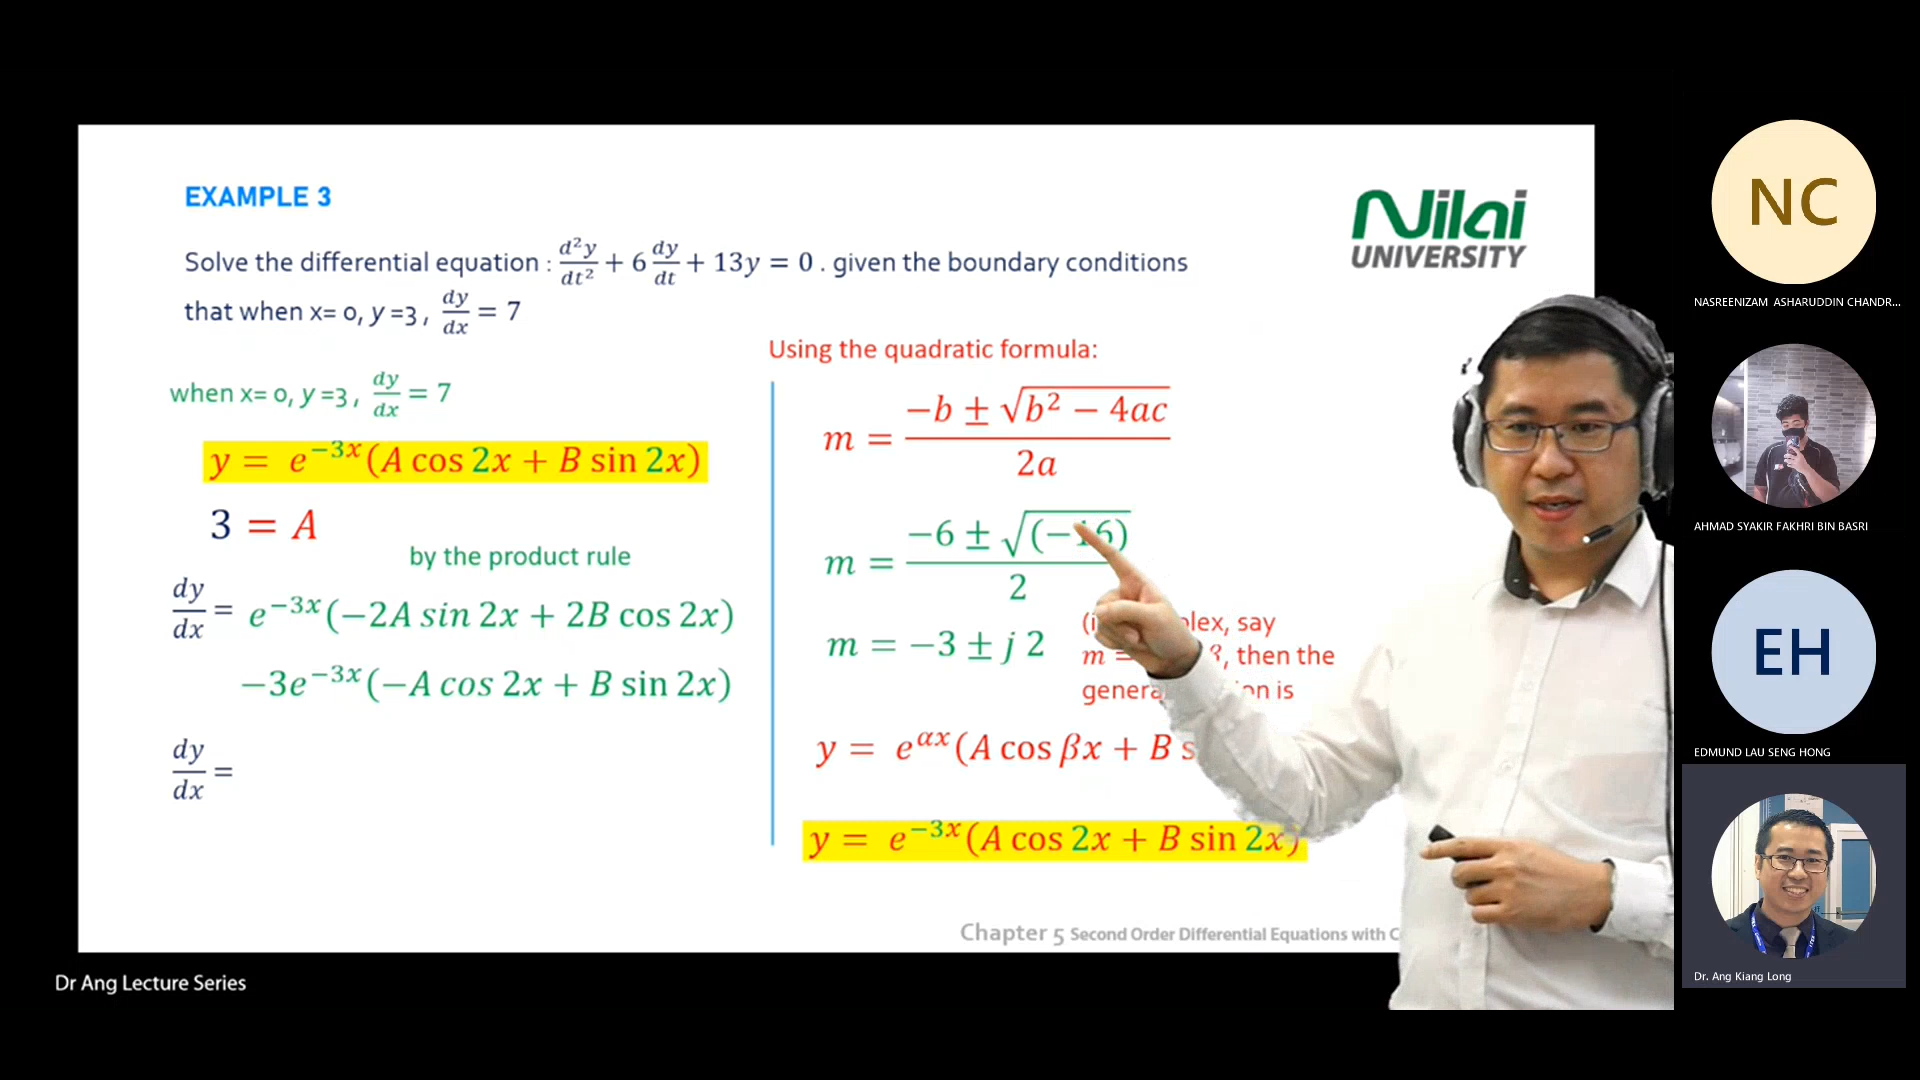 EXAMPLE 3
Nilai
UNIVERSITY
Solve the differential equation : d²y/dt² + 6 dy/dt + 13y = 0 . given the boundary conditions
that when x= 0, y =3 , dy/dx = 7
when x= 0, y =3 , dy/dx = 7
y = e⁻³ˣ(A cos 2x + B sin 2x)
3 = A
by the product rule
dy/dx = e⁻³ˣ(−2A sin 2x + 2B cos 2x)
−3e⁻³ˣ(−A cos 2x + B sin 2x)
dy/dx =
Using the quadratic formula:
m = (−b ± √(b² − 4ac))/2a
m = (−6 ± √(−16))/2
m = −3 ± j 2
say
m = , then the
is
y = e^αx(A cos βx + B s
y = e⁻³ˣ(A cos 2x + B sin 2x)
Chapter 5 Second Order Differential Equations with C
Dr Ang Lecture Series
NC
NASREENIZAM ASHARUDDIN CHANDR...
AHMAD SYAKIR FAKHRI BIN BASRI
EH
EDMUND LAU SENG HONG
Dr. Ang Kiang Long